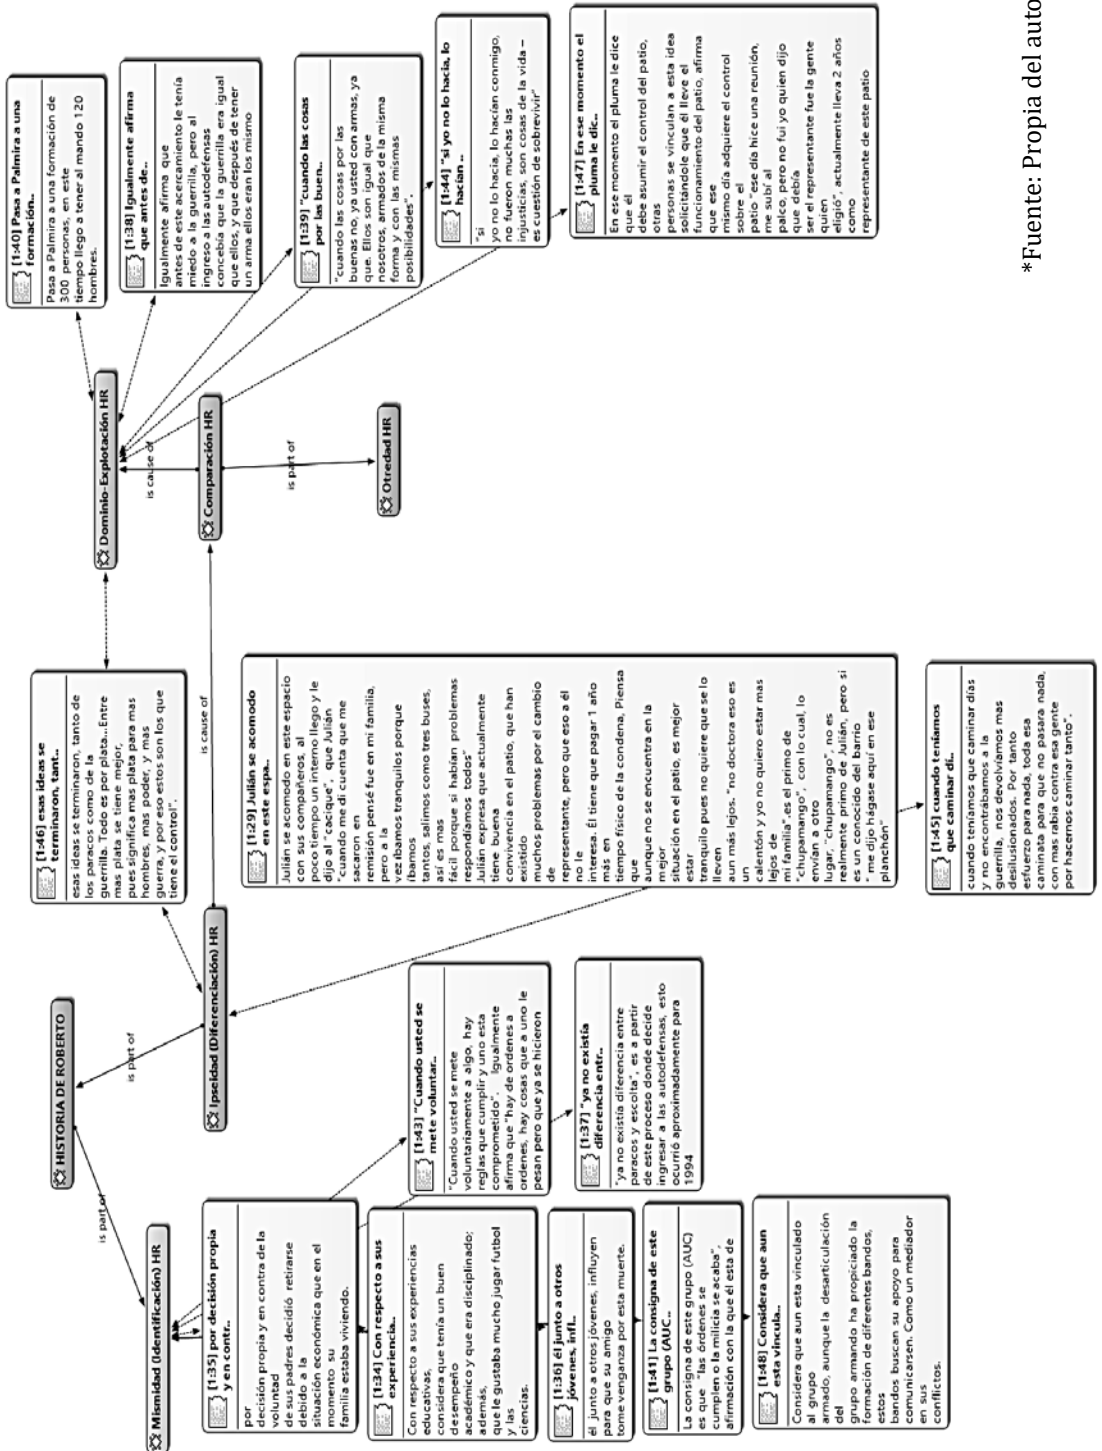 HISTORIA DE ROBERTO
is part of
is part of
Mismidad (Identificación) HR
Ipseidad (Diferenciación) HR
is cause of
Comparación HR
is cause of
Dominio-Explotación HR
is part of
Otredad HR
[1:35] por decisión propia
y en contr..
por
decisión propia y en contra de la
voluntad
de sus padres decidió retirarse
debido a la
situación económica que en el
momento su
familia estaba viviendo.
[1:34] Con respecto a sus
experiencia..
Con respecto a sus experiencias
educativas,
considera que tenía un buen
desempeño
académico y que era disciplinado;
además,
que le gustaba mucho jugar futbol
y las
ciencias.
[1:36] él junto a otros
jóvenes, infl..
él junto a otros jóvenes, influyen
para que su amigo
tome venganza por esta muerte.
[1:41] La consigna de este
grupo (AUC..
La consigna de este grupo (AUC)
es que "las órdenes se
cumplen o la milicia se acaba",
afirmación con la que él esta de
[1:48] Considera que aun
esta vincula..
Considera que aun esta vinculado
al grupo
armado, aunque la desarticulación
del
grupo armando ha propiciado la
formación de diferentes bandos,
estos
bandos buscan su apoyo para
comunicarsen. Como un mediador
en sus
conflictos.
[1:43] "Cuando usted se
mete voluntar..
"Cuando usted se mete
voluntariamente a algo, hay
reglas que cumplir y uno esta
comprometido". Igualmente
afirma que "hay de ordenes a
ordenes, hay cosas que a uno le
pesan pero que ya se hicieron
[1:37] "ya no existía
diferencia entr..
"ya no existía diferencia entre
paracos y escolta", es a partir
de este proceso donde decide
ingresar a las autodefensas, esto
ocurrió aproximadamente para
1994
[1:46] esas ideas se
terminaron, tant..
esas ideas se terminaron, tanto de
los paracos como de la
guerrilla. Todo es por plata...Entre
mas plata se tiene mejor,
pues significa mas plata para mas
hombres, mas poder, y mas
guerra, y por eso estos son los que
tiene el control".
[1:29] Julián se acomodo
en este espa..
Julián se acomodo en este espacio
con sus compañeros, al
poco tiempo un interno llego y le
dijo al "cacique", que Julián
"cuando me di cuenta que me
sacaron en
remisión pensé fue en mi familia,
pero a la
vez íbamos tranquilos porque
íbamos
tantos, salimos como tres buses,
así es mas
fácil porque si habían problemas
respondíamos todos"
Julián expresa que actualmente
tiene buena
convivencia en el patio, que han
existido
muchos problemas por el cambio
de
representante, pero que eso a él
no le
interesa. Él tiene que pagar 1 año
más en
tiempo físico de la condena, Piensa
que
aunque no se encuentra en la
mejor
situación en el patio, es mejor
estar
tranquilo pues no quiere que se lo
lleven
aun más lejos. "no doctora eso es
un
calentón y yo no quiero estar mas
lejos de
mi familia".es el primo de
"chupamango", con lo cual, lo
envían a otro
lugar,"chupamango", no es
realmente primo de Julián, pero si
es un conocido del barrio
" me dijo hágase aquí en ese
planchón"
[1:45] cuando teníamos
que caminar dí..
cuando teníamos que caminar días
y no encontrábamos a la
guerrilla, nos devolvíamos mas
desilusionados. Por tanto
esfuerzo para nada, toda esa
caminata para que no pasara nada,
con mas rabia contra esa gente
por hacernos caminar tanto".
[1:40] Pasa a Palmira a una
formación..
Pasa a Palmira a una formación de
300 personas, en este
tiempo llego a tener al mando 120
hombres.
[1:38] Igualmente afirma
que antes de..
Igualmente afirma que
antes de este acercamiento le tenía
miedo a la guerrilla, pero al
ingreso a las autodefensas
concebía que la guerrilla era igual
que ellos, y que después de tener
un arma ellos eran los mismo
[1:39] "cuando las cosas
por las buen..
"cuando las cosas por las
buenas no, ya usted con armas, ya
que. Ellos son igual que
nosotros, armados de la misma
forma y con las mismas
posibilidades".
[1:44] "si yo no lo hacia, lo
hacían ..
"si
yo no lo hacia, lo hacían conmigo,
no fueron muchas las
injusticias, son cosas de la vida –
es cuestión de sobrevivir"
[1:47] En ese momento el
pluma le dic..
En ese momento el pluma le dice
que él
debe asumir el control del patio,
otras
personas se vinculan a esta idea
solicitándole que él lleve el
funcionamiento del patio, afirma
que ese
mismo día adquiere el control
sobre el
patio "ese día hice una reunión,
me subí al
palco, pero no fui yo quien dijo
que debía
ser el representante fue la gente
quien
eligió", actualmente lleva 2 años
como
representante de este patio
*Fuente: Propia del auto